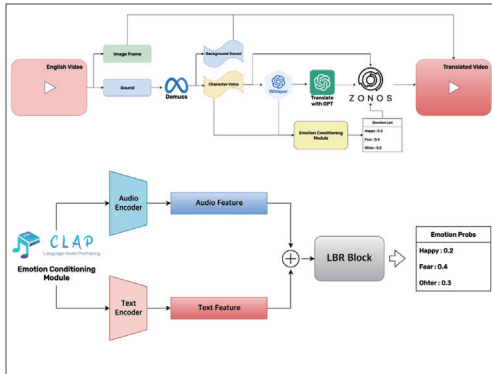 English Video
Image Frame
Sound
Demucs
Background Sound
Character Voice
Whisper
Translate
with GPT
ZONOS
Translated Video
Emotion Conditioning
Module
Emotion List
Happy : 0.2
Fear : 0.4
Ohter : 0.3
CLAP
Language-Audio Pretraining
Emotion Conditioning
Module
Audio
Encoder
Audio Feature
Text
Encoder
Text Feature
LBR Block
Emotion Probs
Happy : 0.2
Fear : 0.4
Ohter : 0.3